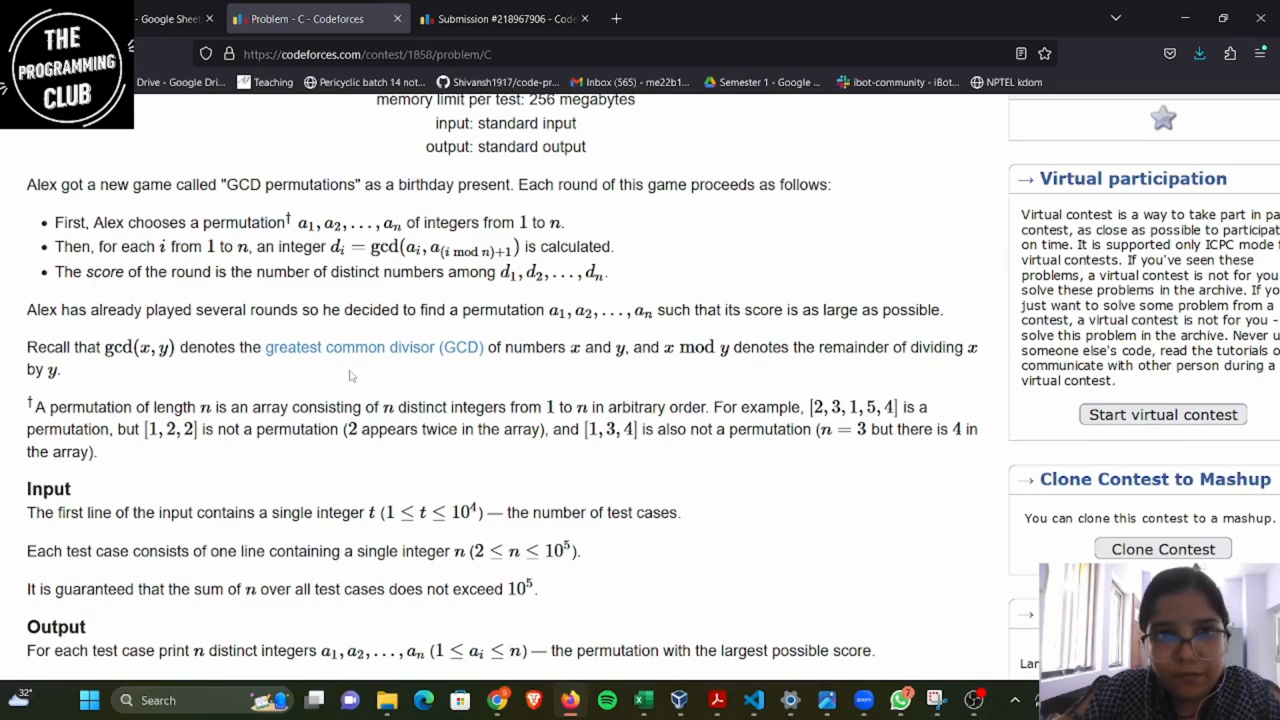 THE
PROGRAMMING
CLUB
- Google Sheet
Problem - C - Codeforces
Submission #218967906 - Code
https://codeforces.com/contest/1858/problem/C
Drive - Google Dri...
Teaching
Pericyclic batch 14 not...
Shivansh1917/code-pr...
Inbox (565) - me22b1...
Semester 1 - Google ...
ibot-community - iBot...
NPTEL kdom
memory limit per test: 256 megabytes
input: standard input
output: standard output
Alex got a new game called "GCD permutations" as a birthday present. Each round of this game proceeds as follows:
• First, Alex chooses a permutation† a₁, a₂, . . . , aₙ of integers from 1 to n.
• Then, for each i from 1 to n, an integer dᵢ = gcd(aᵢ, a₍ᵢ mod n₎₊₁) is calculated.
• The score of the round is the number of distinct numbers among d₁, d₂, . . . , dₙ.
Alex has already played several rounds so he decided to find a permutation a₁, a₂, . . . , aₙ such that its score is as large as possible.
Recall that gcd(x, y) denotes the greatest common divisor (GCD) of numbers x and y, and x mod y denotes the remainder of dividing x
by y.
†A permutation of length n is an array consisting of n distinct integers from 1 to n in arbitrary order. For example, [2, 3, 1, 5, 4] is a
permutation, but [1, 2, 2] is not a permutation (2 appears twice in the array), and [1, 3, 4] is also not a permutation (n = 3 but there is 4 in
the array).
Input
The first line of the input contains a single integer t (1 ≤ t ≤ 10⁴) — the number of test cases.
Each test case consists of one line containing a single integer n (2 ≤ n ≤ 10⁵).
It is guaranteed that the sum of n over all test cases does not exceed 10⁵.
Output
For each test case print n distinct integers a₁, a₂, . . . , aₙ (1 ≤ aᵢ ≤ n) — the permutation with the largest possible score.
→ Virtual participation
Virtual contest is a way to take part in pa
contest, as close as possible to participat
on time. It is supported only ICPC mode f
virtual contests. If you've seen these
problems, a virtual contest is not for you -
solve these problems in the archive. If yo
just want to solve some problem from a
contest, a virtual contest is not for you -
solve this problem in the archive. Never u
someone else's code, read the tutorials o
communicate with other person during a
virtual contest.
Start virtual contest
→ Clone Contest to Mashup
You can clone this contest to a mashup.
Clone Contest
→
Lan
32°
Search